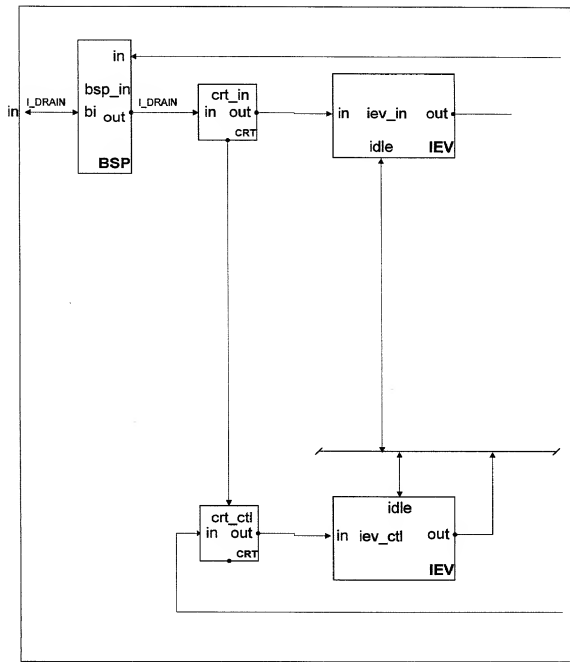 in
bsp_in
in I_DRAIN bi out I_DRAIN
BSP
crt_in
in out
CRT
in iev_in out
idle IEV
crt_ctl
in out
CRT
idle
in iev_ctl out
IEV